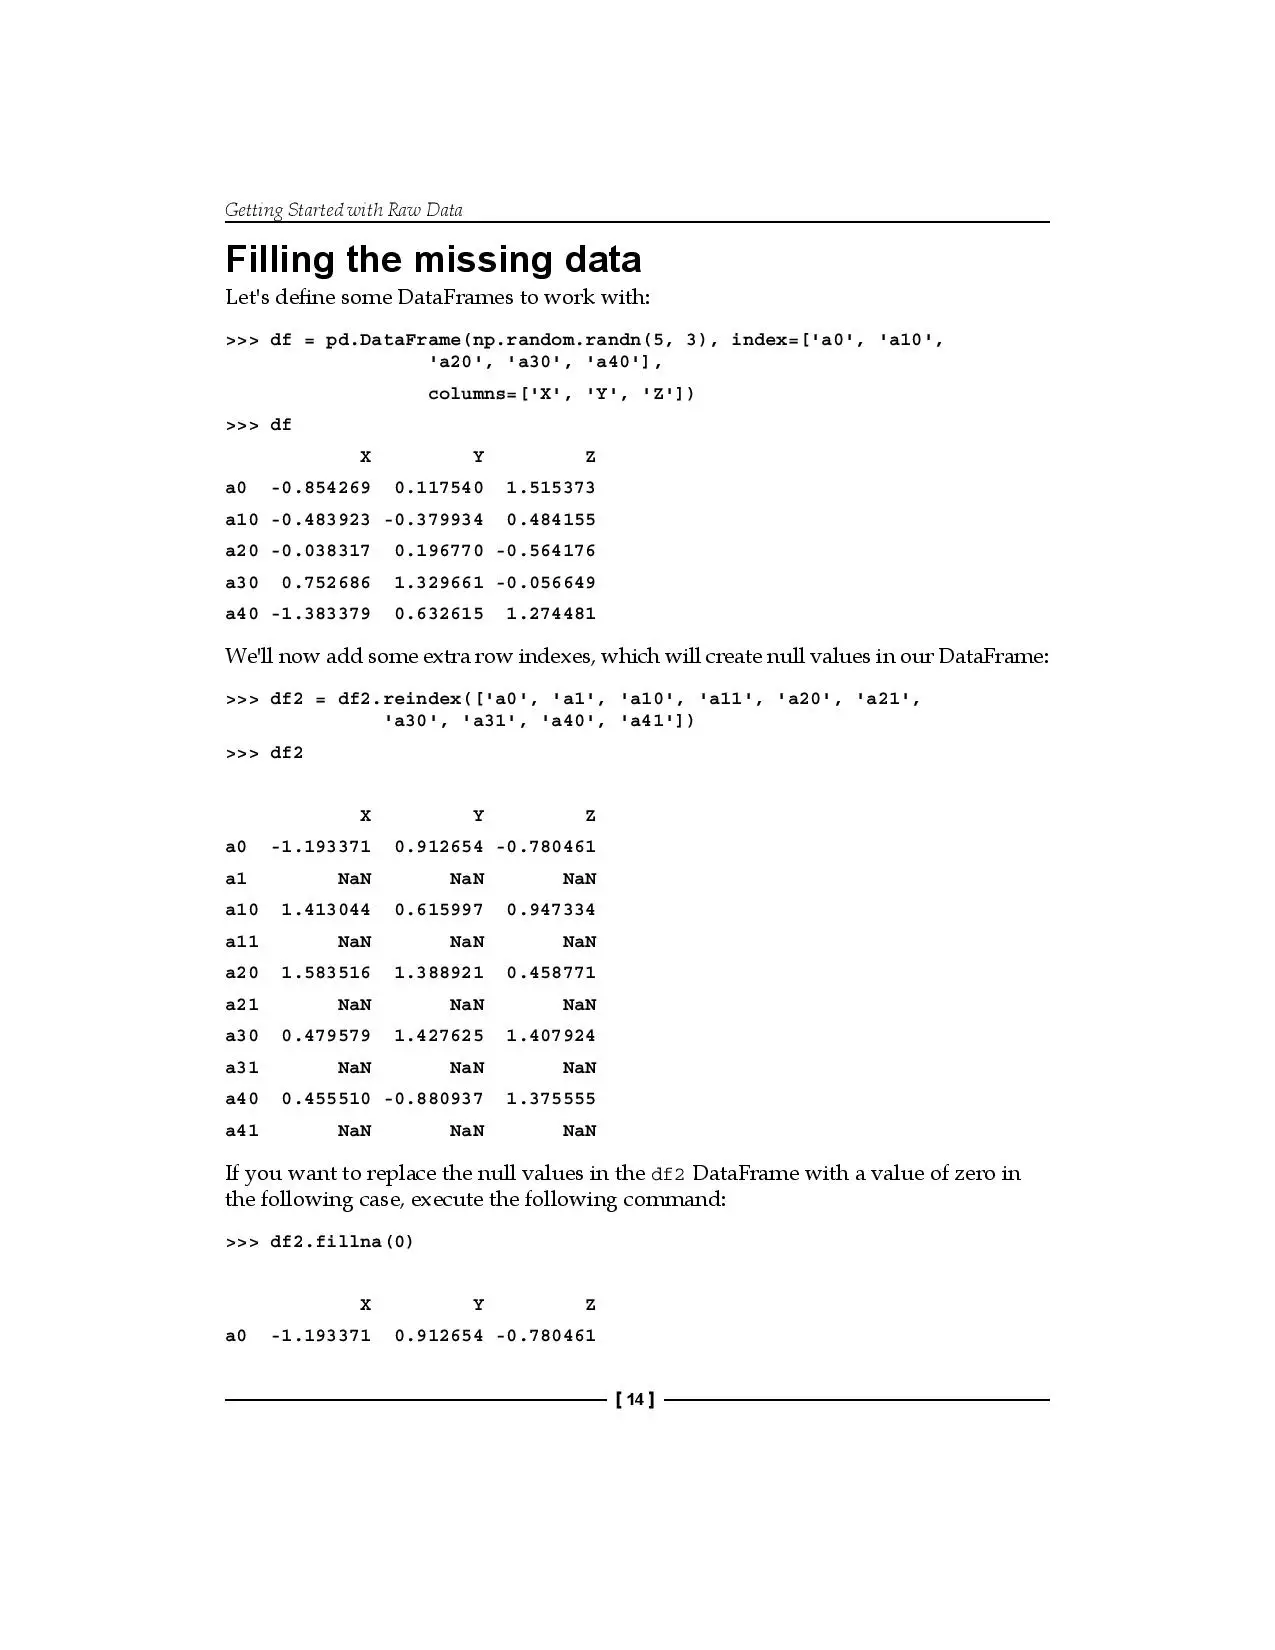 Getting Started with Raw Data
Filling the missing data
Let's define some DataFrames to work with:
>>> df = pd.DataFrame(np.random.randn(5, 3), index=['a0', 'a10',
'a20', 'a30', 'a40'],
columns=['X', 'Y', 'Z'])
>>> df
X Y Z
a0 -0.854269 0.117540 1.515373
a10 -0.483923 -0.379934 0.484155
a20 -0.038317 0.196770 -0.564176
a30 0.752686 1.329661 -0.056649
a40 -1.383379 0.632615 1.274481
We'll now add some extra row indexes, which will create null values in our DataFrame:
>>> df2 = df2.reindex(['a0', 'a1', 'a10', 'a11', 'a20', 'a21',
'a30', 'a31', 'a40', 'a41'])
>>> df2
X Y Z
a0 -1.193371 0.912654 -0.780461
a1 NaN NaN NaN
a10 1.413044 0.615997 0.947334
a11 NaN NaN NaN
a20 1.583516 1.388921 0.458771
a21 NaN NaN NaN
a30 0.479579 1.427625 1.407924
a31 NaN NaN NaN
a40 0.455510 -0.880937 1.375555
a41 NaN NaN NaN
If you want to replace the null values in the df2 DataFrame with a value of zero in
the following case, execute the following command:
>>> df2.fillna(0)
X Y Z
a0 -1.193371 0.912654 -0.780461
[ 14 ]